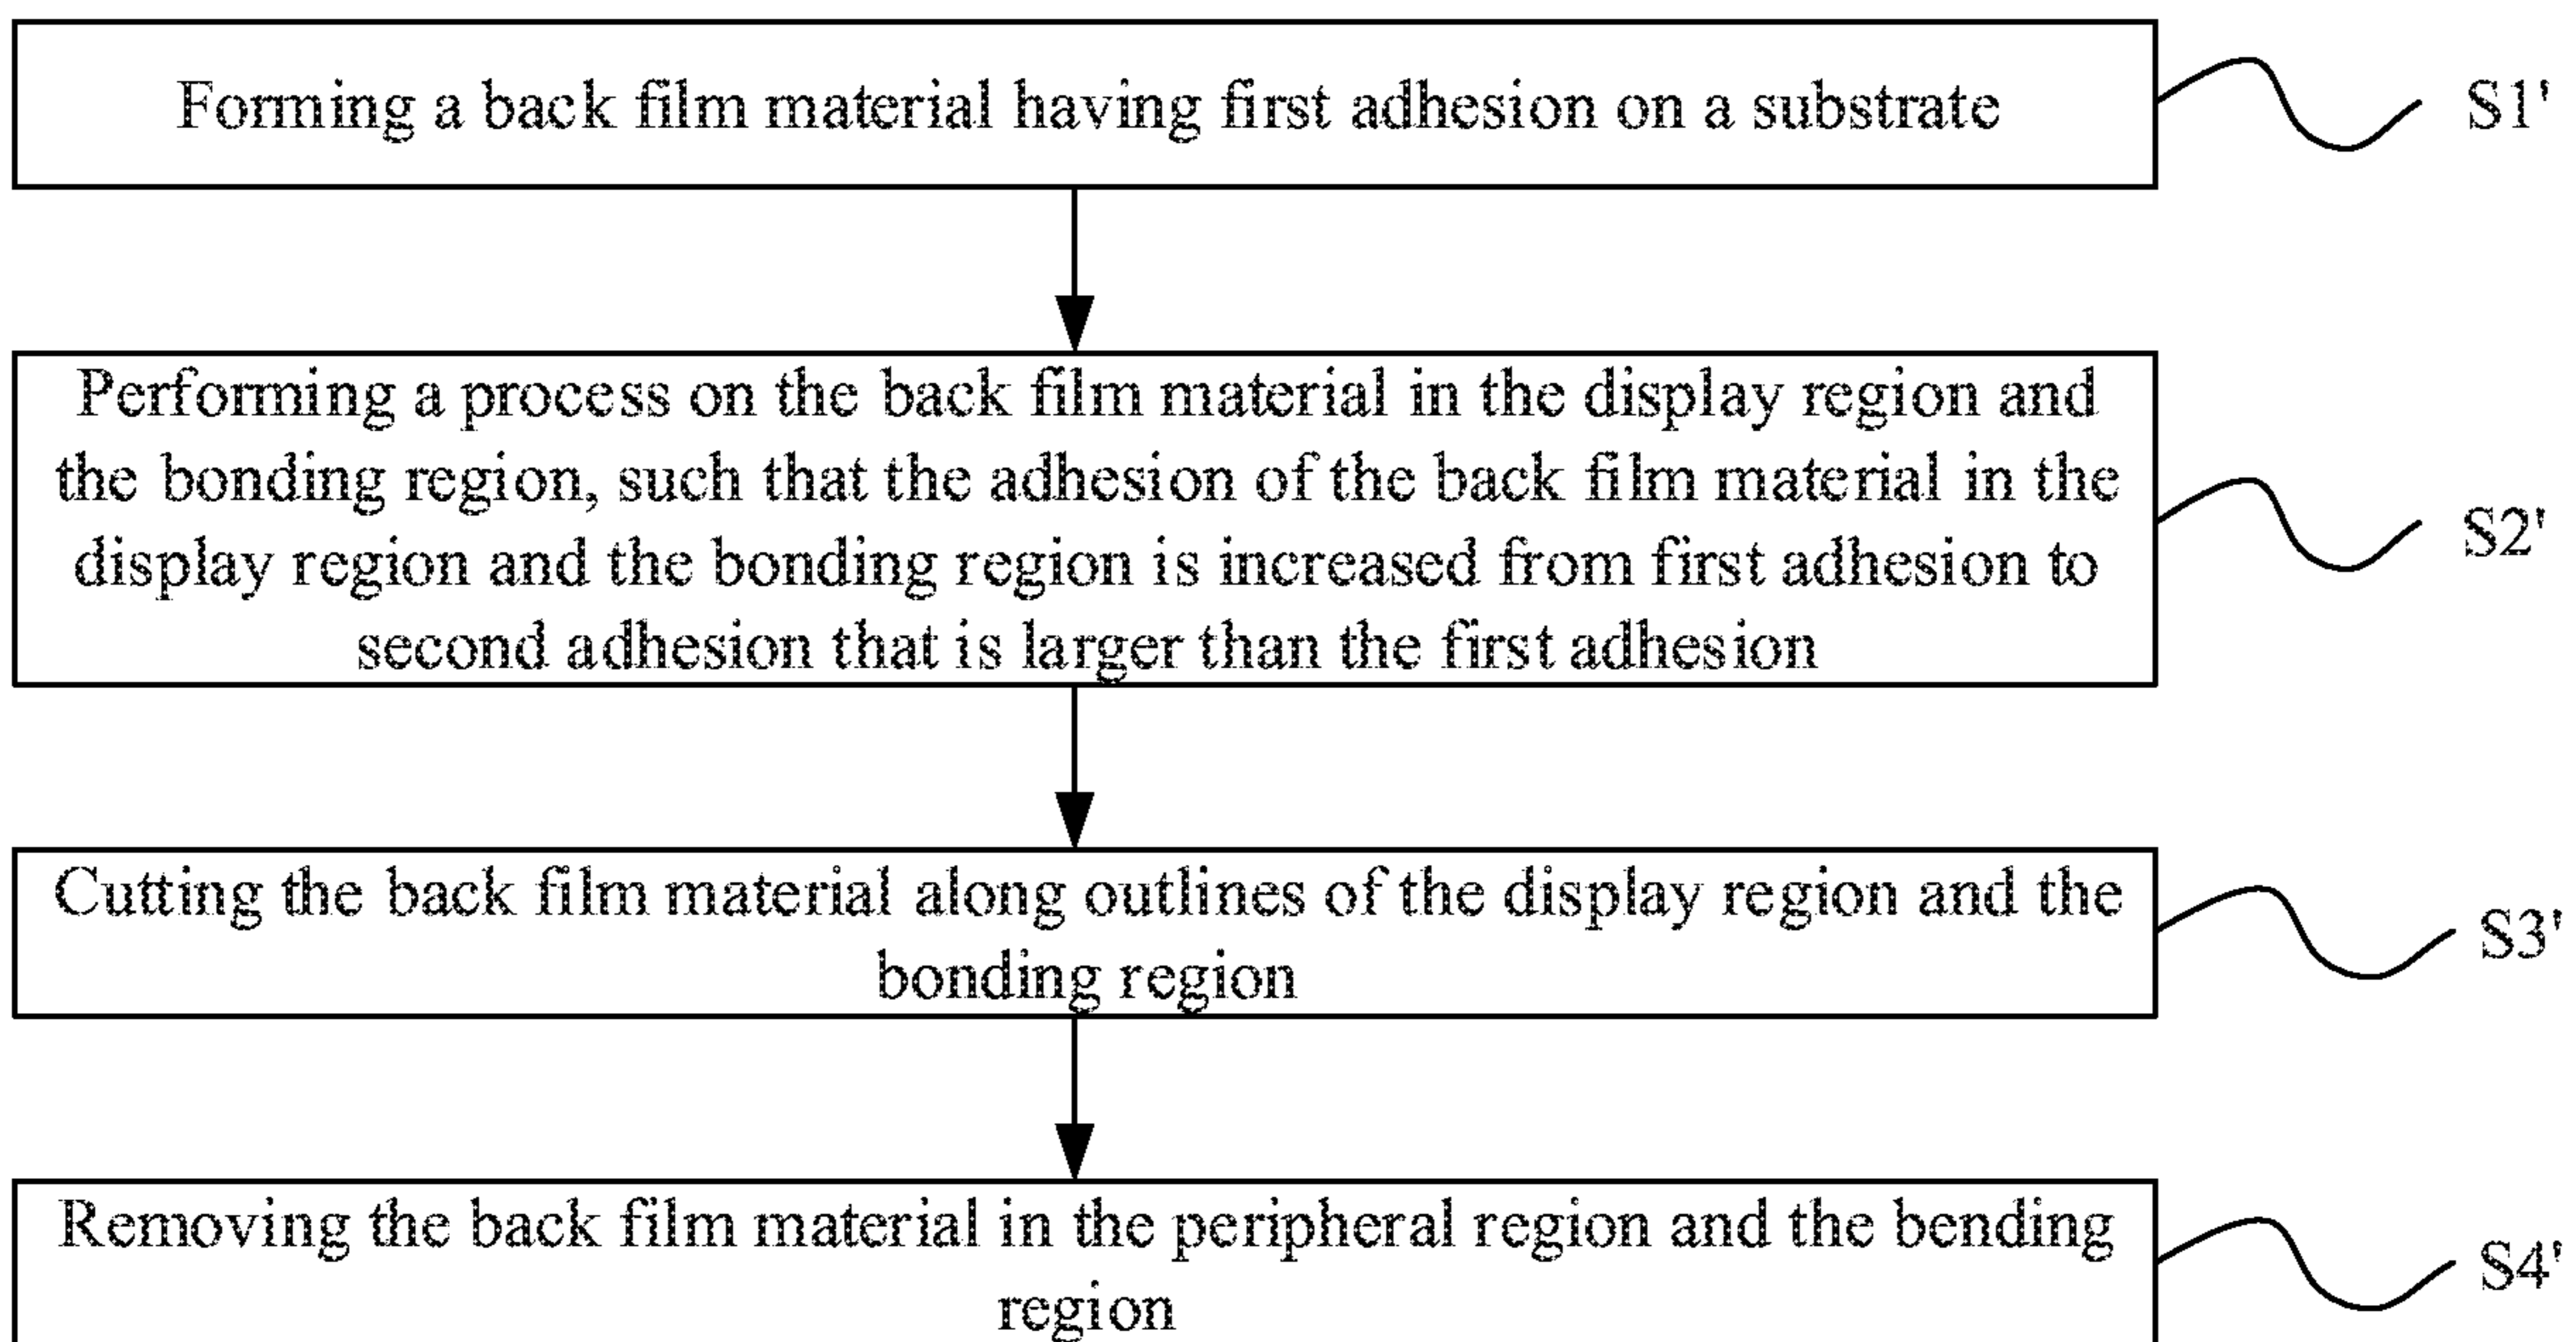 Forming a back film material having first adhesion on a substrate
S1'
Performing a process on the back film material in the display region and
the bonding region, such that the adhesion of the back film material in the
display region and the bonding region is increased from first adhesion to
second adhesion that is larger than the first adhesion
S2'
Cutting the back film material along outlines of the display region and the
bonding region
S3'
Removing the back film material in the peripheral region and the bending
region
S4'